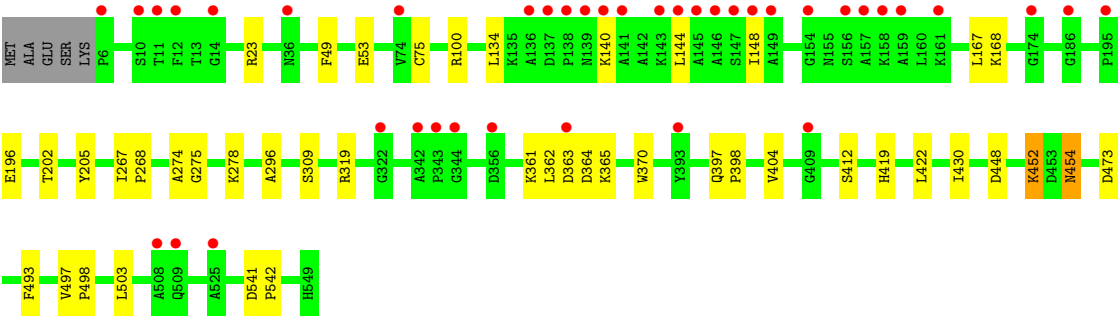 MET ALA GLU SER LYS P6 S10 T11 F12 T13 G14 R23 N36 F49 E53 V74 C75 R100 L134 K135 A136 D137 P138 N139 K140 A141 A142 K143 L144 A145 A146 S147 I148 A149 G154 N155 S156 A157 K158 A159 L160 K161 L167 K168 G174 G186 P195
E196 T202 Y205 I267 P268 A274 G275 K278 A296 S309 R319 G322 A342 P343 G344 D356 K361 L362 D363 D364 K365 W370 Y393 Q397 P398 V404 G409 S412 H419 L422 I430 D448 K452 D453 N454 D473
F493 V497 P498 L503 A508 Q509 A525 D541 P542 H549